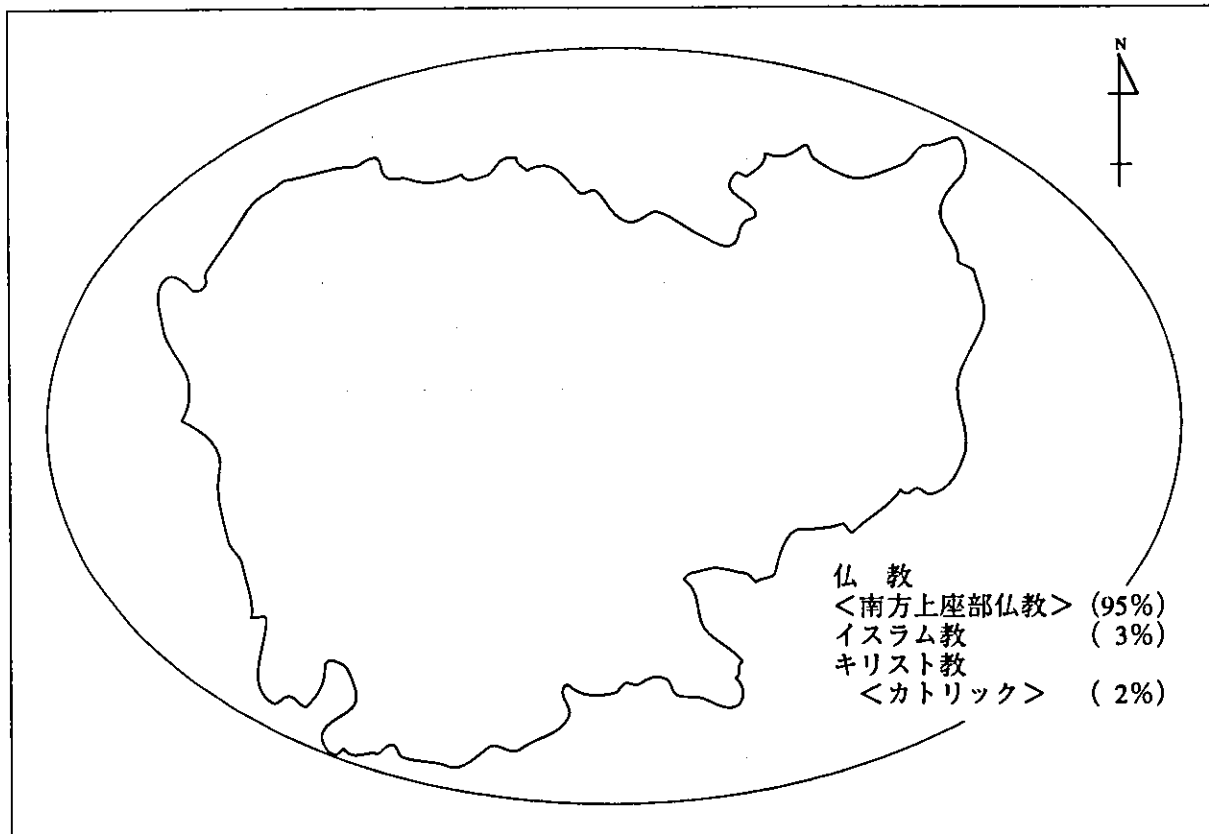 N
仏 教
<南方上座部仏教> (95%)
イスラム教 ( 3%)
キリスト教
<カトリック> ( 2%)